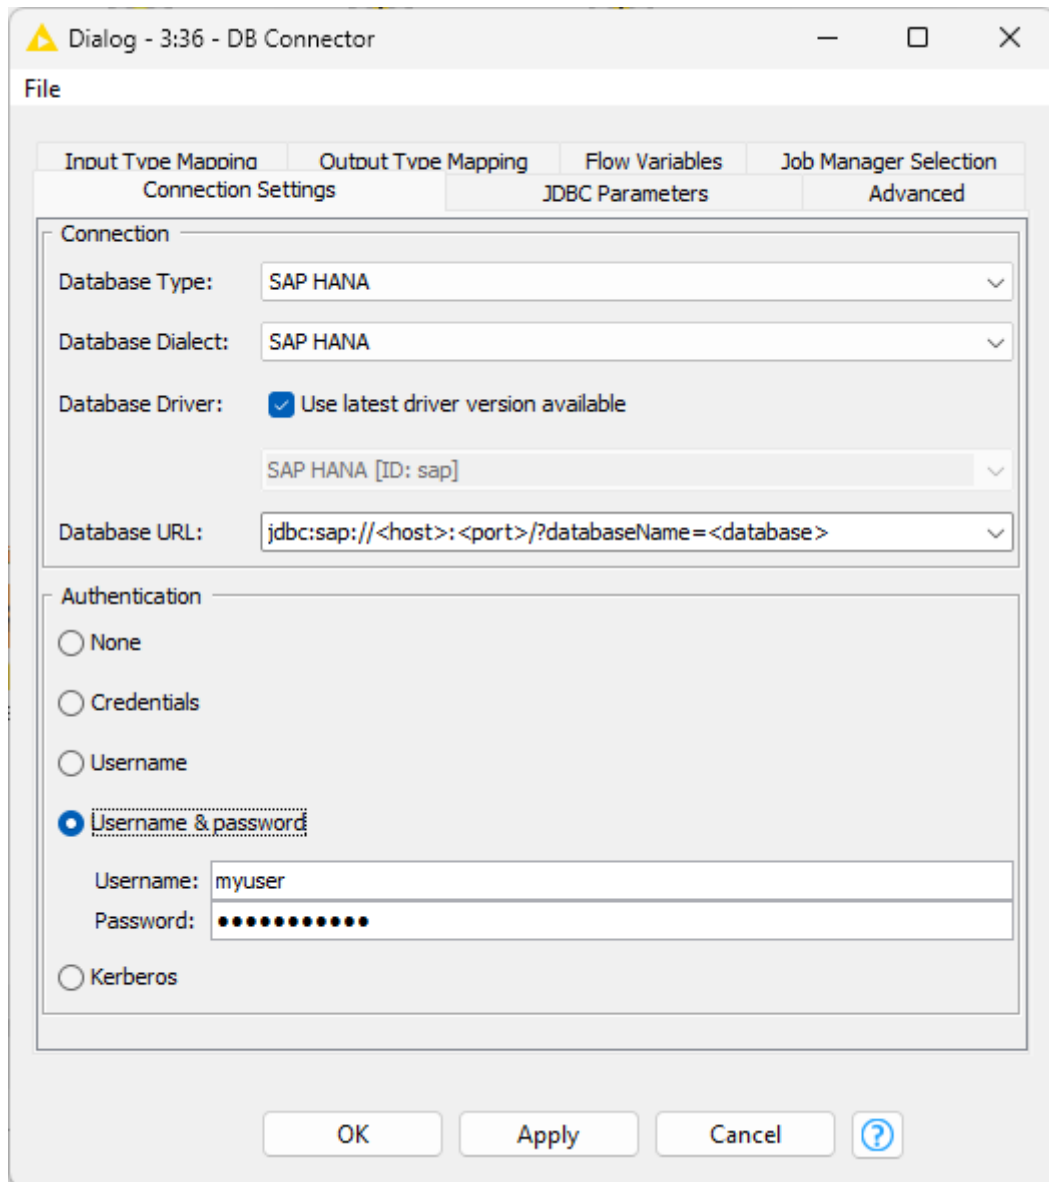 Dialog - 3:36 - DB Connector
File
Input Type Mapping Output Type Mapping Flow Variables Job Manager Selection
Connection Settings JDBC Parameters Advanced
Connection
Database Type: SAP HANA
Database Dialect: SAP HANA
Database Driver: Use latest driver version available
SAP HANA [ID: sap]
Database URL: jdbc:sap://<host>:<port>/?databaseName=<database>
Authentication
None
Credentials
Username
Username & password
Username: myuser
Password: ●●●●●●●●●●●
Kerberos
OK Apply Cancel ?